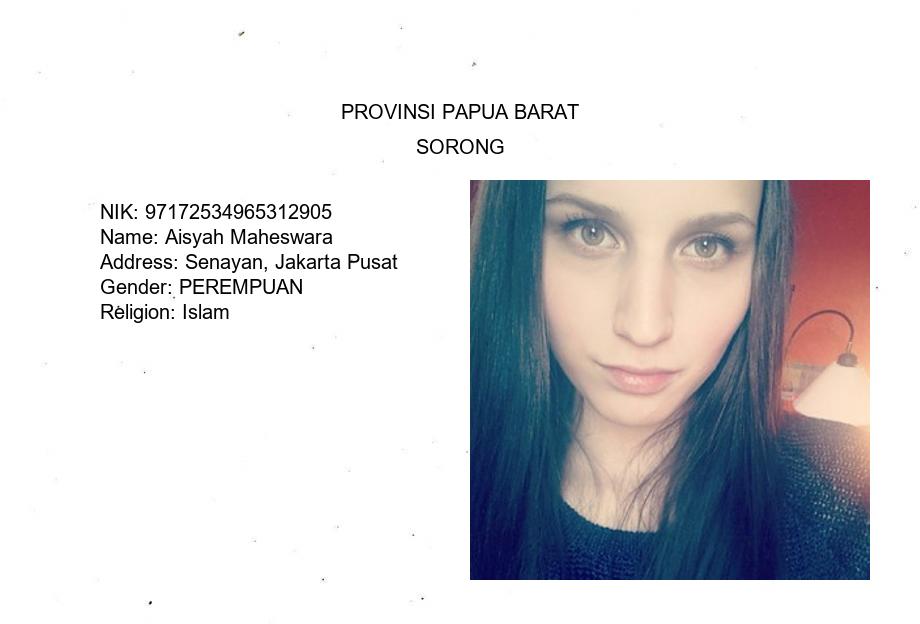 PROVINSI PAPUA BARAT
SORONG
NIK: 97172534965312905
Name: Aisyah Maheswara
Address: Senayan, Jakarta Pusat
Gender: PEREMPUAN
Religion: Islam